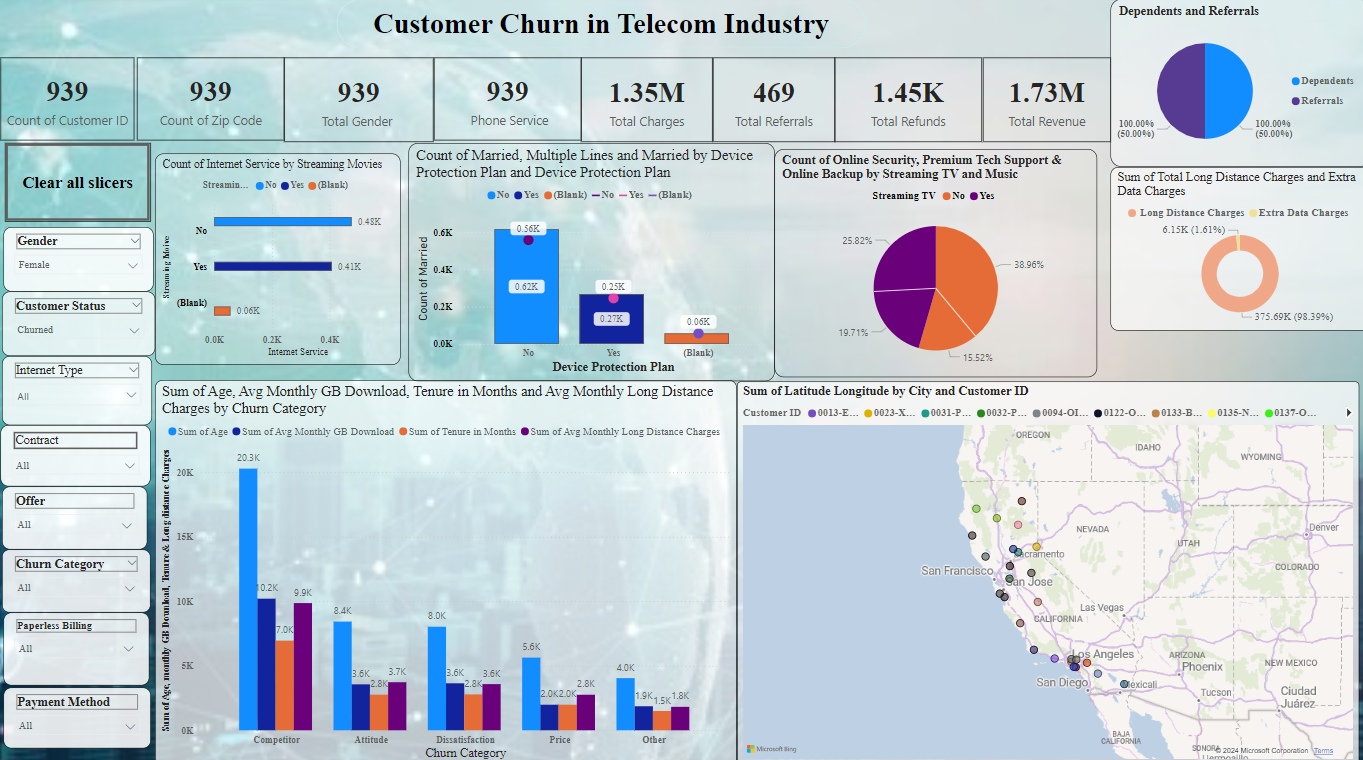 Customer Churn in Telecom Industry
939
Count of Customer ID
939
Count of Zip Code
939
Total Gender
939
Phone Service
1.35M
Total Charges
469
Total Referrals
1.45K
Total Refunds
1.73M
Total Revenue
Dependents and Referrals
Dependents
Referrals
100.00%
(50.00%)
100.00%
(50.00%)
Clear all slicers
Gender
Female
Customer Status
Churned
Internet Type
All
Contract
All
Offer
All
Churn Category
All
Paperless Billing
All
Payment Method
All
Count of Internet Service by Streaming Movies
Streamin... No Yes (Blank)
Streaming Moive
No
0.48K
Yes
0.41K
(Blank)
0.06K
0.0K 0.2K 0.4K
Internet Service
Count of Married, Multiple Lines and Married by Device
Protection Plan and Device Protection Plan
No Yes (Blank) No Yes (Blank)
Count of Married
0.6K
0.4K
0.2K
0.0K
0.56K
0.62K
0.25K
0.27K
0.06K
No Yes (Blank)
Device Protection Plan
Count of Online Security, Premium Tech Support &
Online Backup by Streaming TV and Music
Streaming TV No Yes
25.82%
38.96%
19.71%
15.52%
Sum of Total Long Distance Charges and Extra
Data Charges
Long Distance Charges Extra Data Charges
6.15K (1.61%)
375.69K (98.39%)
Sum of Age, Avg Monthly GB Download, Tenure in Months and Avg Monthly Long Distance
Charges by Churn Category
Sum of Age Sum of Avg Monthly GB Download Sum of Tenure in Months Sum of Avg Monthly Long Distance Charges
Sum of Age, monthly GB Download, Tenure & Long distance Charges
20K
15K
10K
5K
0K
20.3K
10.2K
7.0K
9.9K
8.4K
3.6K
2.8K
3.7K
8.0K
3.6K
2.8K
3.6K
5.6K
2.0K
2.0K
2.8K
4.0K
1.9K
1.5K
1.8K
Competitor Attitude Dissatisfaction Price Other
Churn Category
Sum of Latitude Longitude by City and Customer ID
Customer ID 0013-E... 0023-X... 0031-P... 0032-P... 0094-OI... 0122-O... 0133-B... 0135-N... 0137-O...
OREGON
IDAHO
WYOMING
NEVADA
UTAH
Denver
COLORADO
Sacramento
San Francisco
San Jose
Las Vegas
CALIFORNIA
Los Angeles
ARIZONA
Phoenix
NEW MEXICO
San Diego
Mexicali
Tucson
Ciudad
Juárez
BAJA
CALIFORNIA
SONORA
Hermosillo
Microsoft Bing
© 2024 Microsoft Corporation Terms